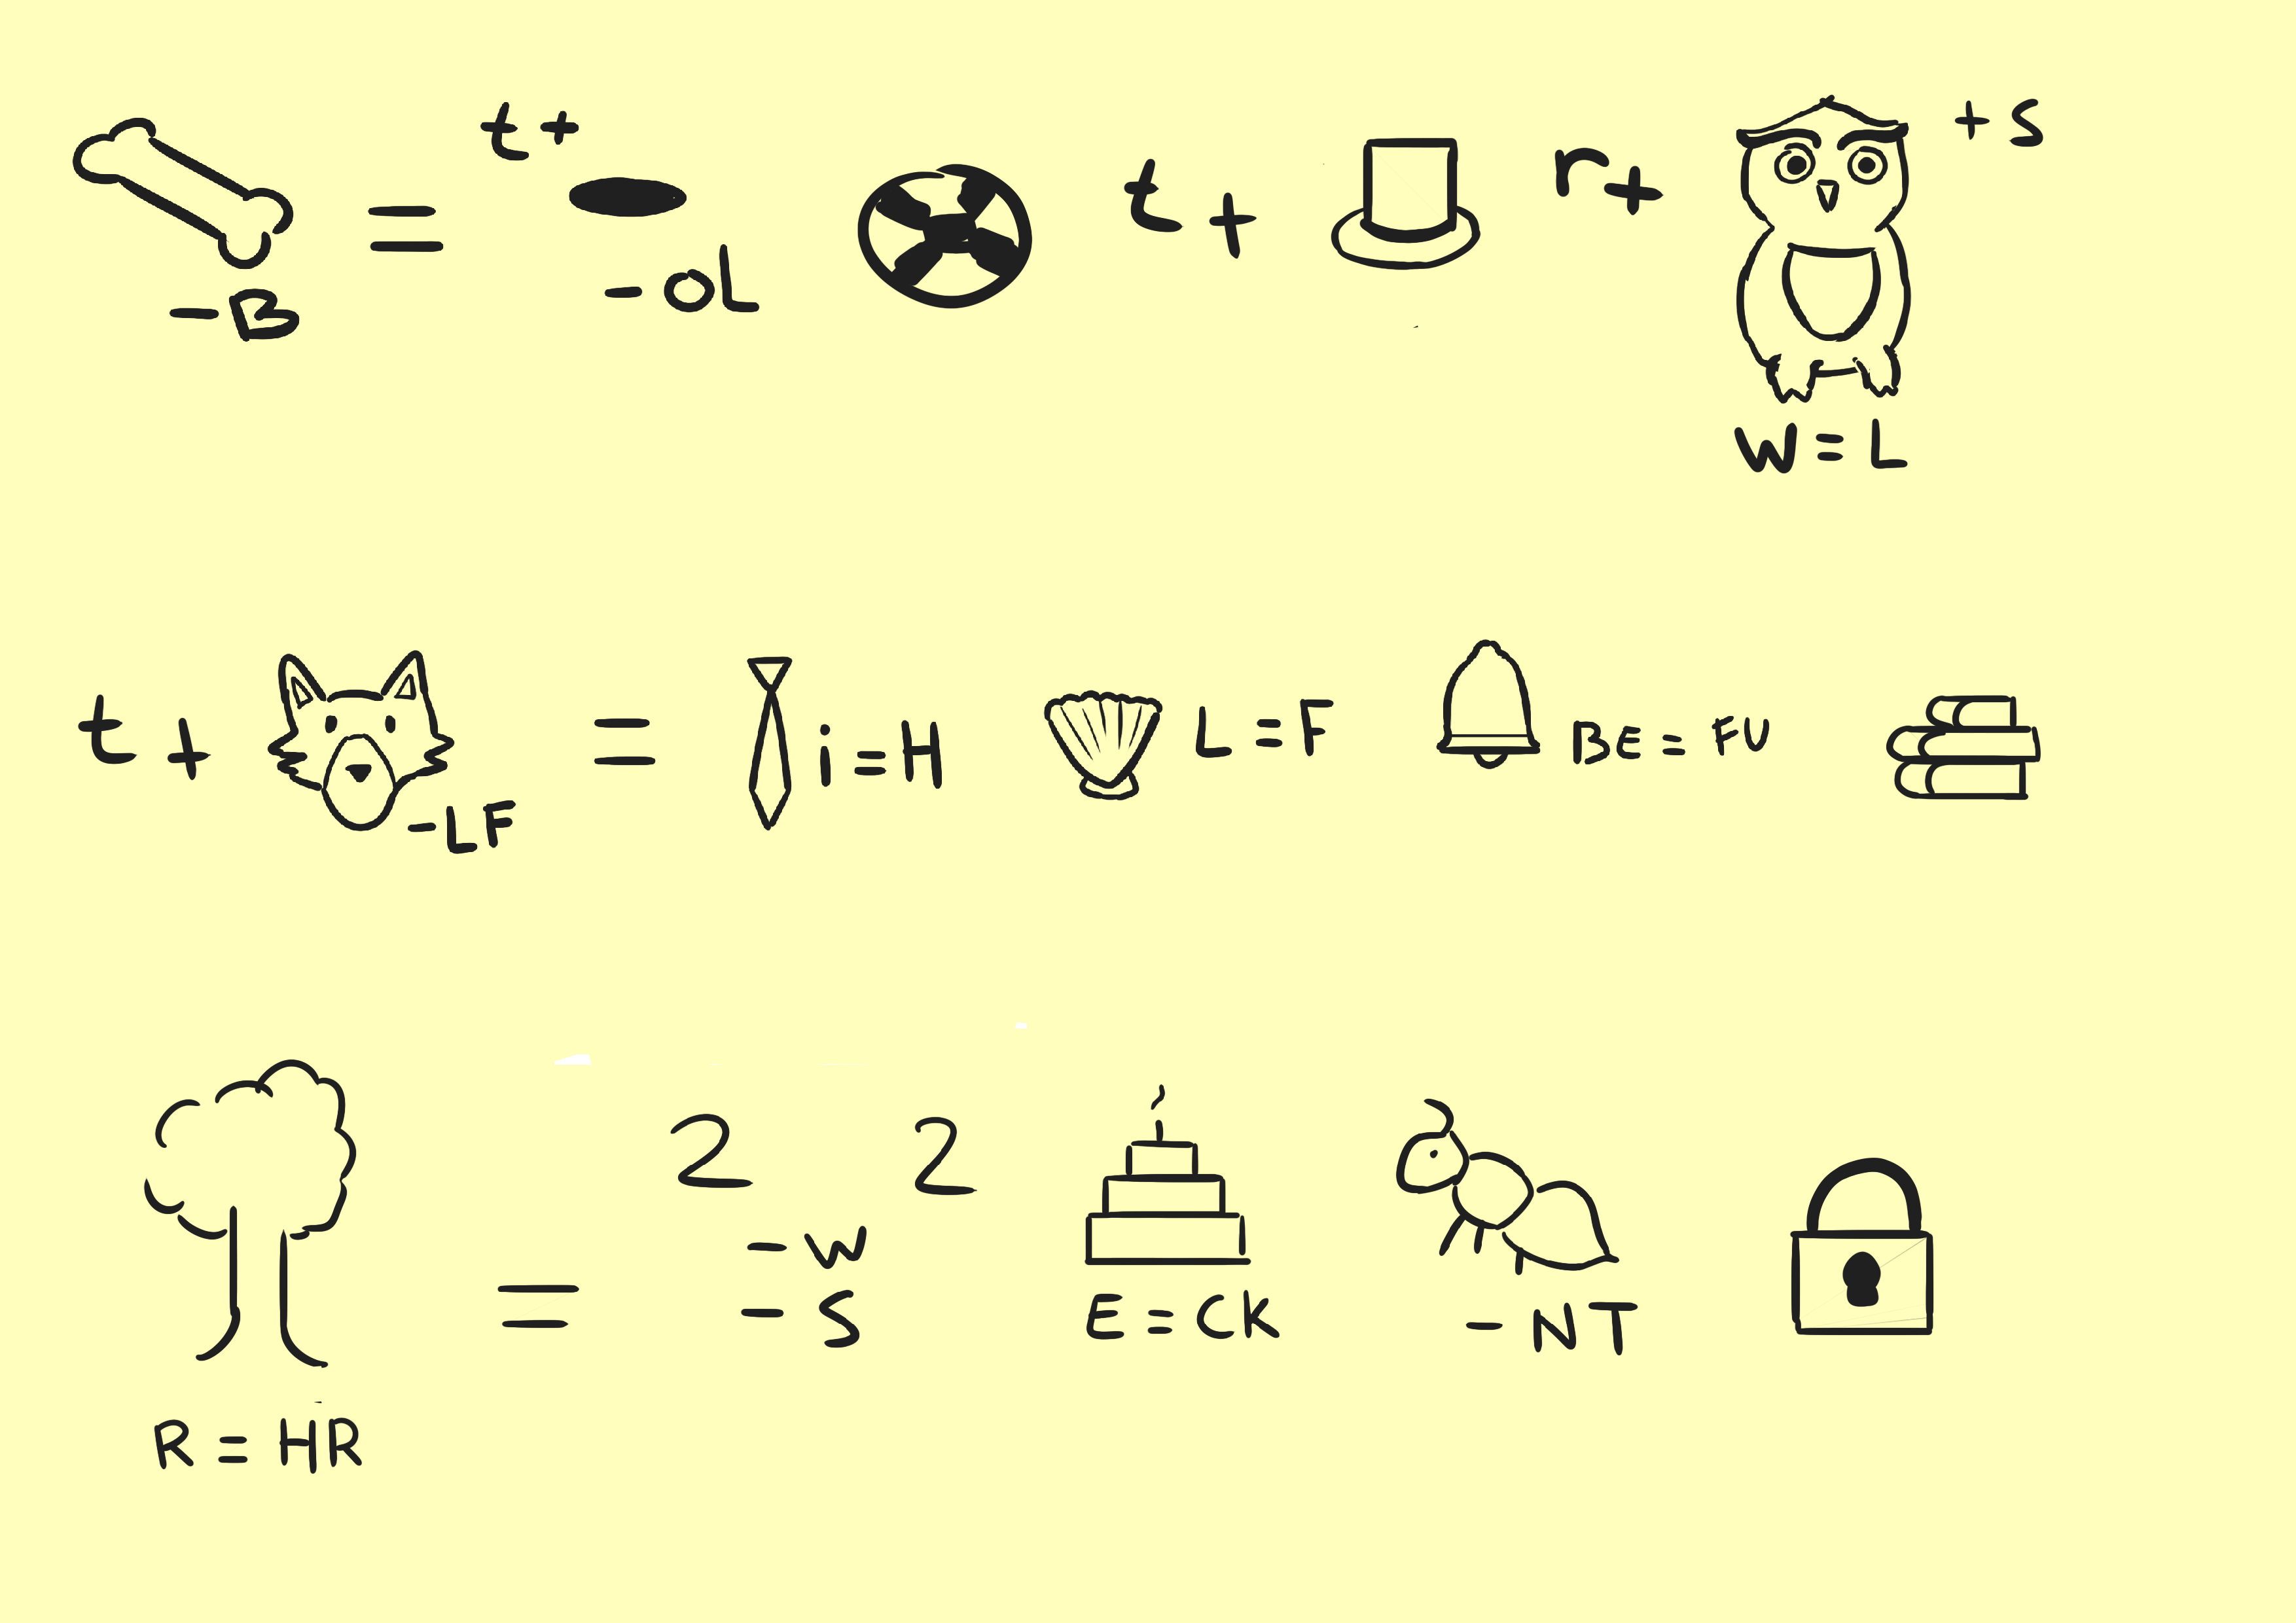 t+ t + r+ + s
= -B -oL
W = L
t + -LF = i = H L = F BE = FU
2 2
= - w
- s E = CK - NT
R = HR